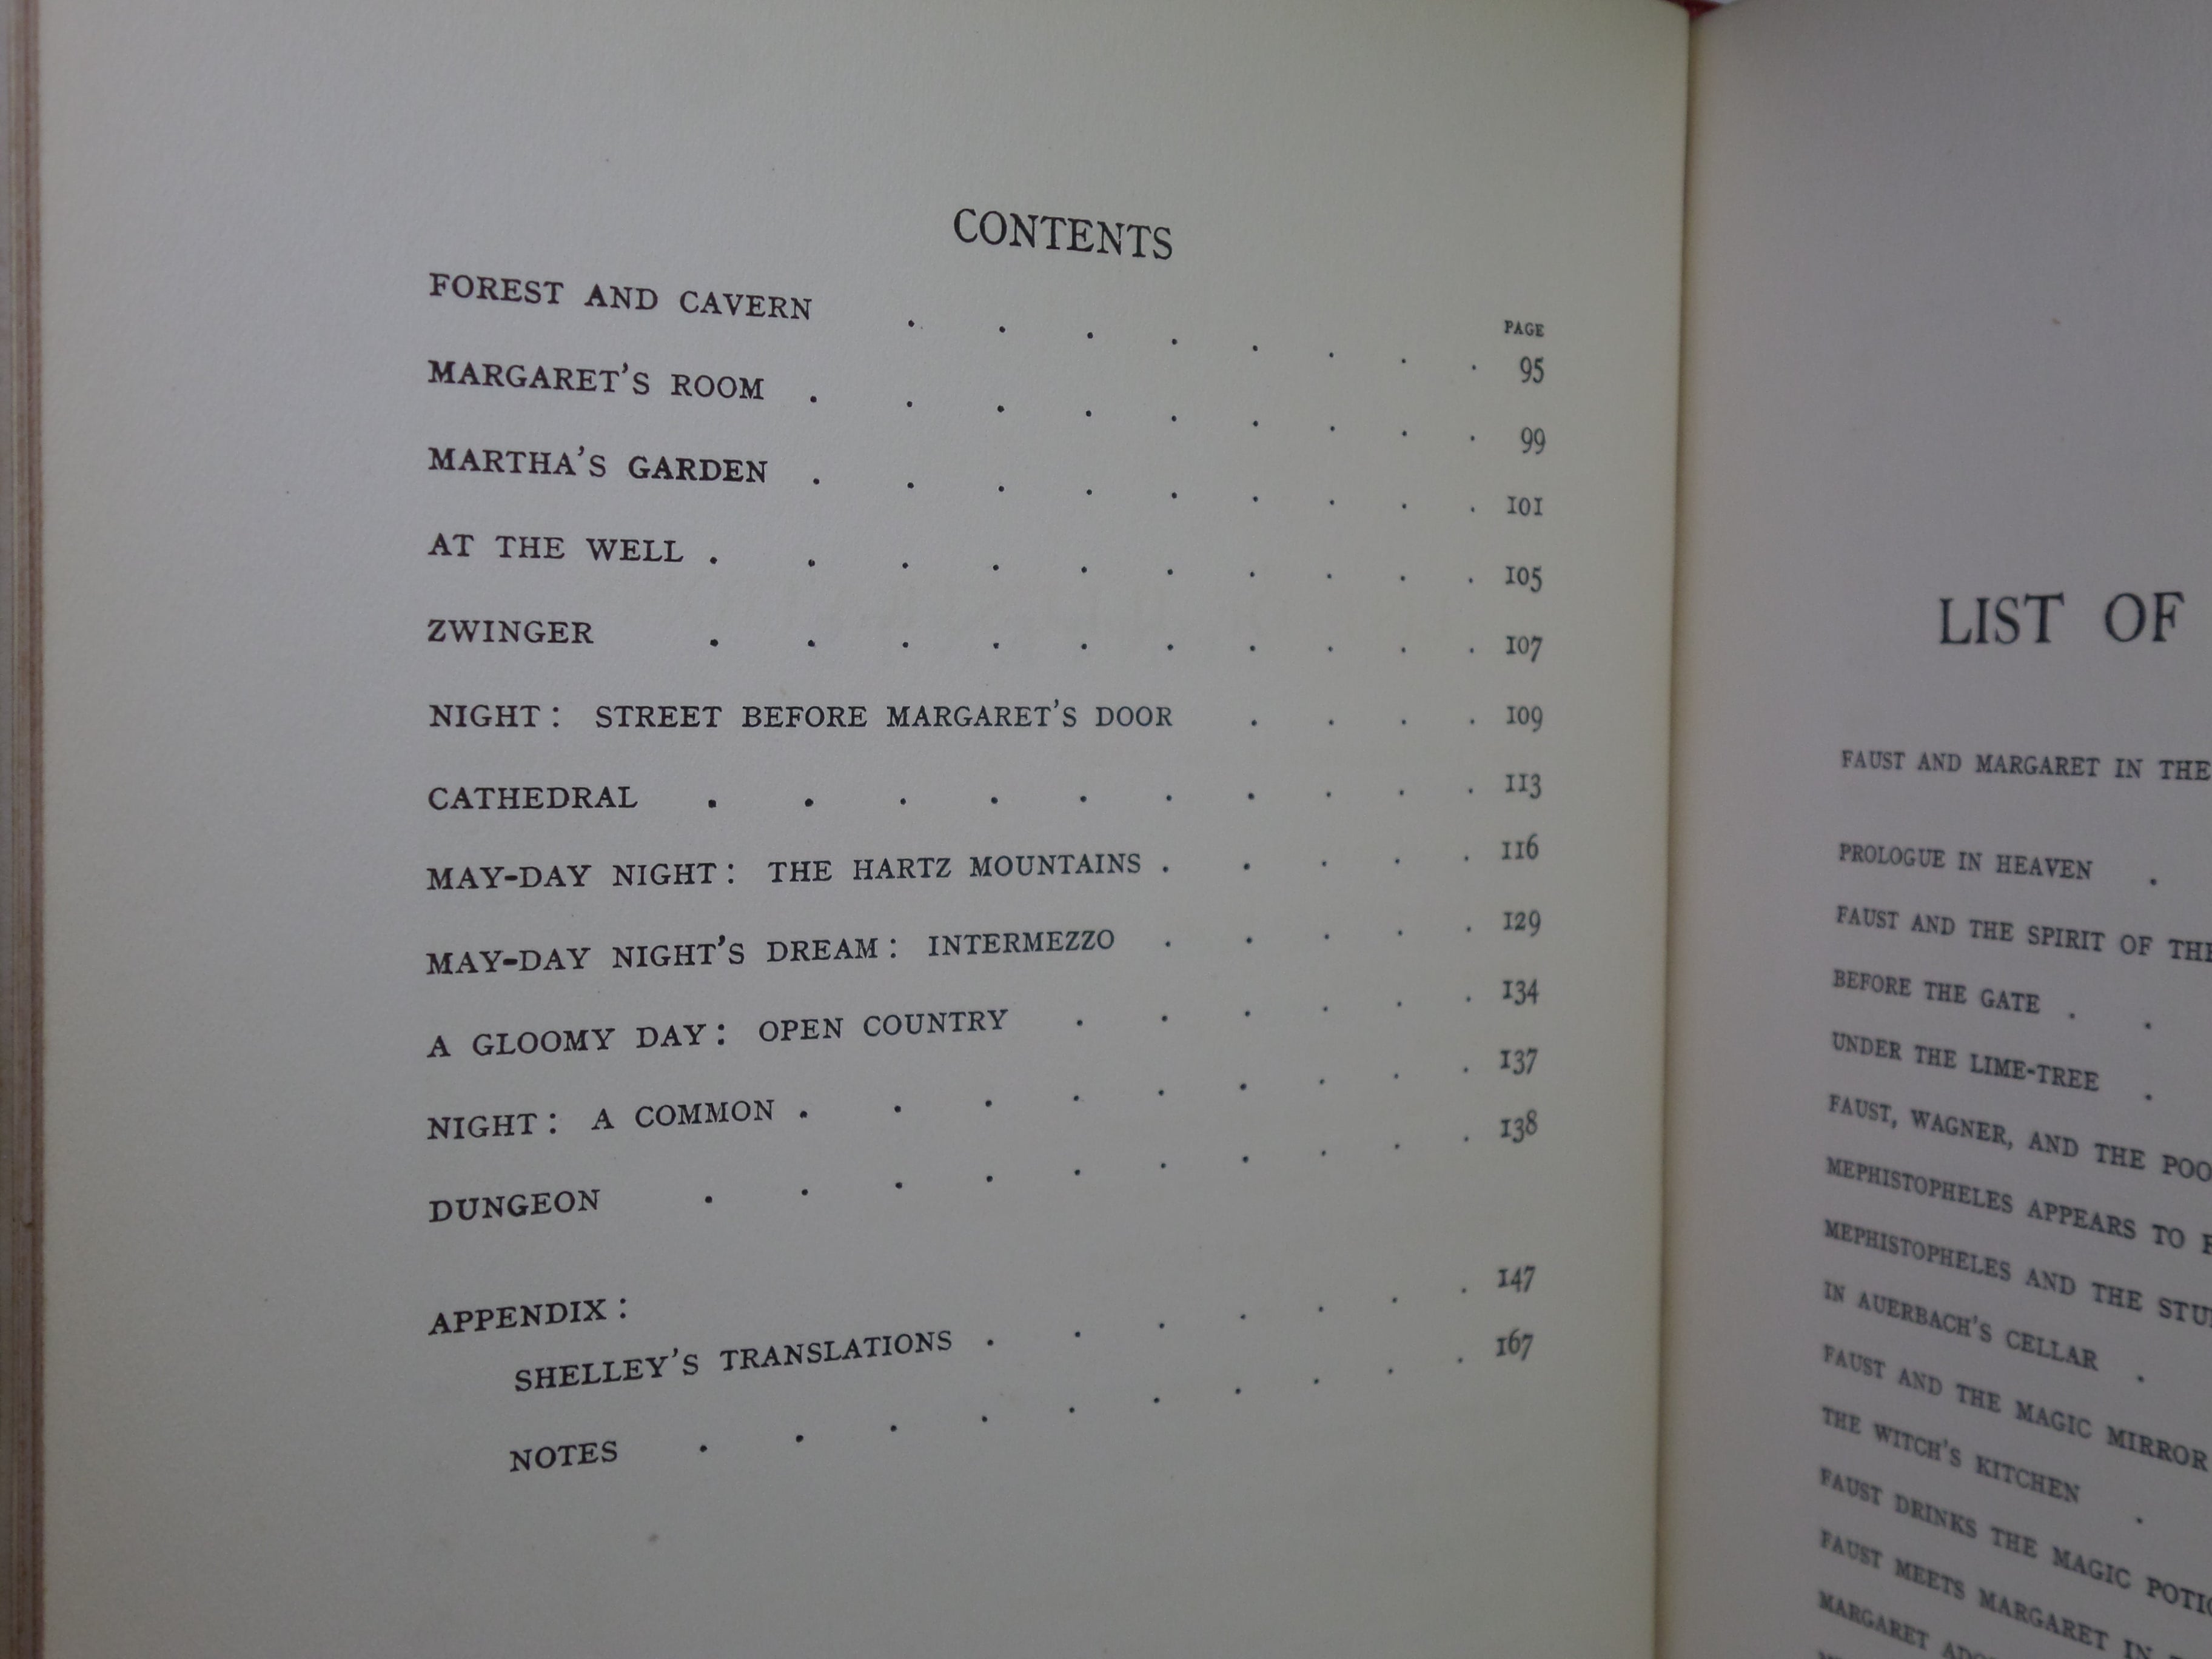 CONTENTS
PAGE
FOREST AND CAVERN . . . . . . . . 95
MARGARET'S ROOM . . . . . . . . . 99
MARTHA'S GARDEN . . . . . . . . . 101
AT THE WELL . . . . . . . . . . 105
ZWINGER . . . . . . . . . . 107
NIGHT: STREET BEFORE MARGARET'S DOOR . . . . 109
CATHEDRAL . . . . . . . . . . 113
MAY-DAY NIGHT: THE HARTZ MOUNTAINS . . . . . 116
MAY-DAY NIGHT'S DREAM: INTERMEZZO . . . . . 129
A GLOOMY DAY: OPEN COUNTRY . . . . . . 134
NIGHT: A COMMON . . . . . . . . . 137
DUNGEON . . . . . . . . . . 138
APPENDIX:
SHELLEY'S TRANSLATIONS . . . . . . . 147
NOTES . . . . . . . . . . 167
LIST OF
FAUST AND MARGARET IN THE
PROLOGUE IN HEAVEN .
FAUST AND THE SPIRIT OF THE
BEFORE THE GATE . .
UNDER THE LIME-TREE .
FAUST, WAGNER, AND THE
MEPHISTOPHELES APPEARS TO
MEPHISTOPHELES AND THE
IN AUERBACH'S CELLAR .
FAUST AND THE MAGIC MIRROR
THE WITCH'S KITCHEN .
FAUST DRINKS THE MAGIC
FAUST MEETS MARGARET IN
MARGARET